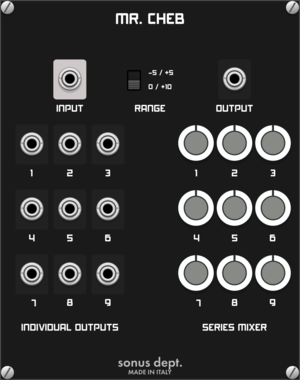 MR. CHEB
-5 / +5
0 / +10
INPUT RANGE OUTPUT
1 2 3 1 2 3
4 5 6 4 5 6
7 8 9 7 8 9
INDIVIDUAL OUTPUTS SERIES MIXER
sonus dept.
MADE IN ITALY